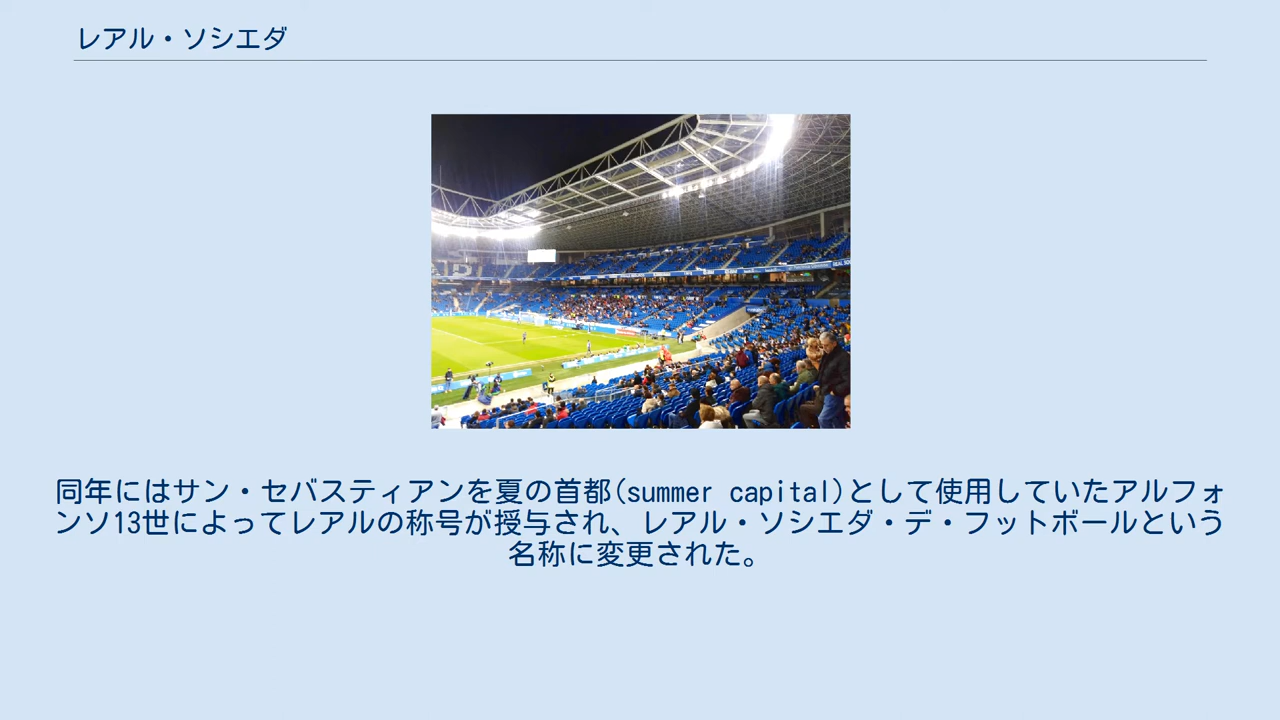 レアル・ソシエダ
同年にはサン・セバスティアンを夏の首都(summer capital)として使用していたアルフォ
ンソ13世によってレアルの称号が授与され、レアル・ソシエダ・デ・フットボールという
名称に変更された。